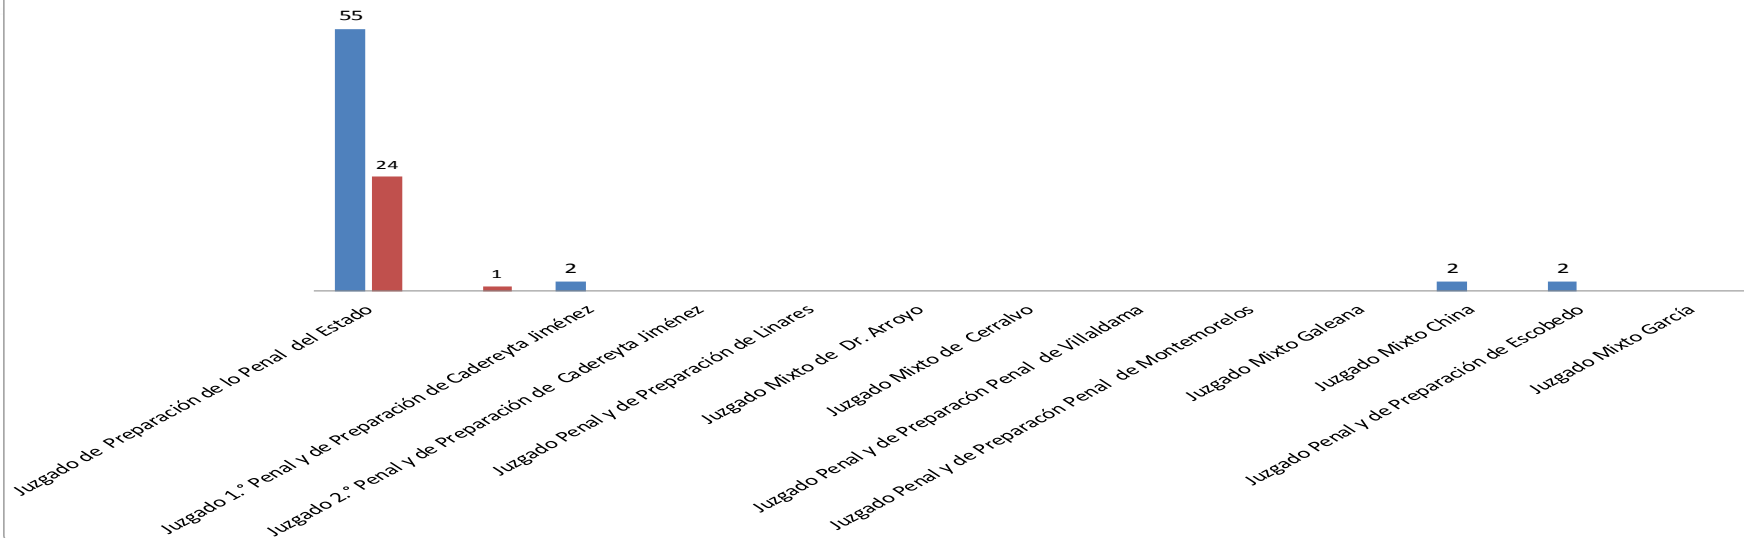 55
24
1
2
2
2
Juzgado de  Preparación de lo Penal  del Estado
Juzgado 1.° Penal y de Preparación de Cadereyta Jiménez
Juzgado 2.° Penal y de Preparación de  Cadereyta Jiménez
Juzgado Penal y de Preparación de Linares
Juzgado Mixto de  Dr. Arroyo
Juzgado Mixto de  Cerralvo
Juzgado Penal y de Preparacón Penal  de Villaldama
Juzgado Penal y de Preparacón Penal  de Montemorelos
Juzgado Mixto Galeana
Juzgado Mixto China
Juzgado Penal y de Preparación de Escobedo
Juzgado Mixto García